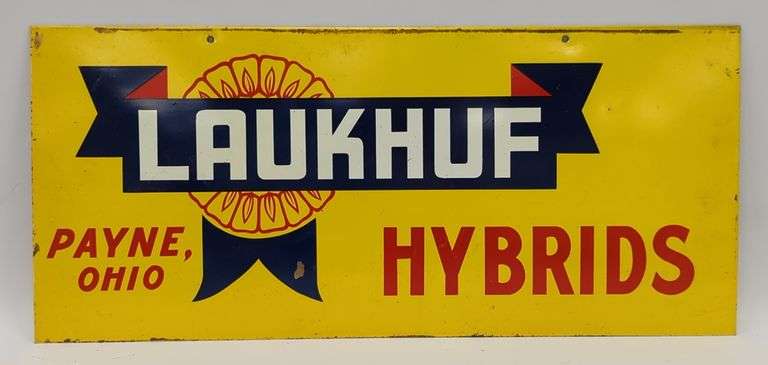 LAUKHUF
PAYNE,
OHIO
HYBRIDS